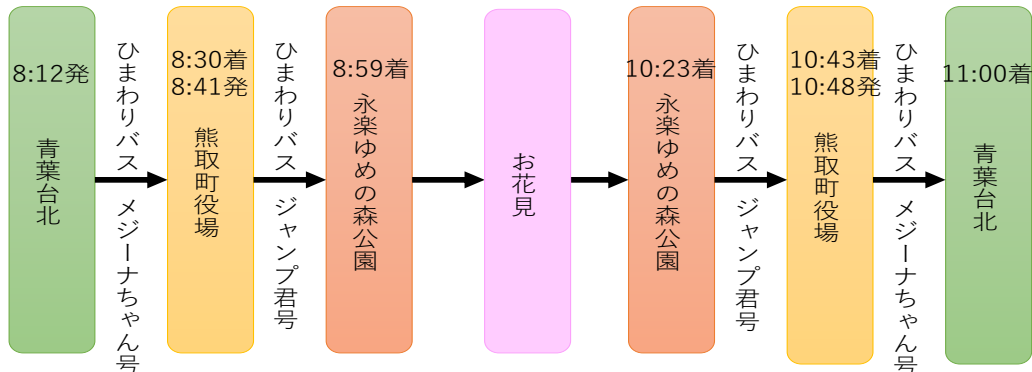 8:12発
青葉台北
ひまわりバス メジーナちゃん号
8:30着
8:41発
熊取町役場
ひまわりバス ジャンプ君号
8:59着
永楽ゆめの森公園
お花見
10:23着
永楽ゆめの森公園
ひまわりバス ジャンプ君号
10:43着
10:48発
熊取町役場
ひまわりバス メジーナちゃん号
11:00着
青葉台北